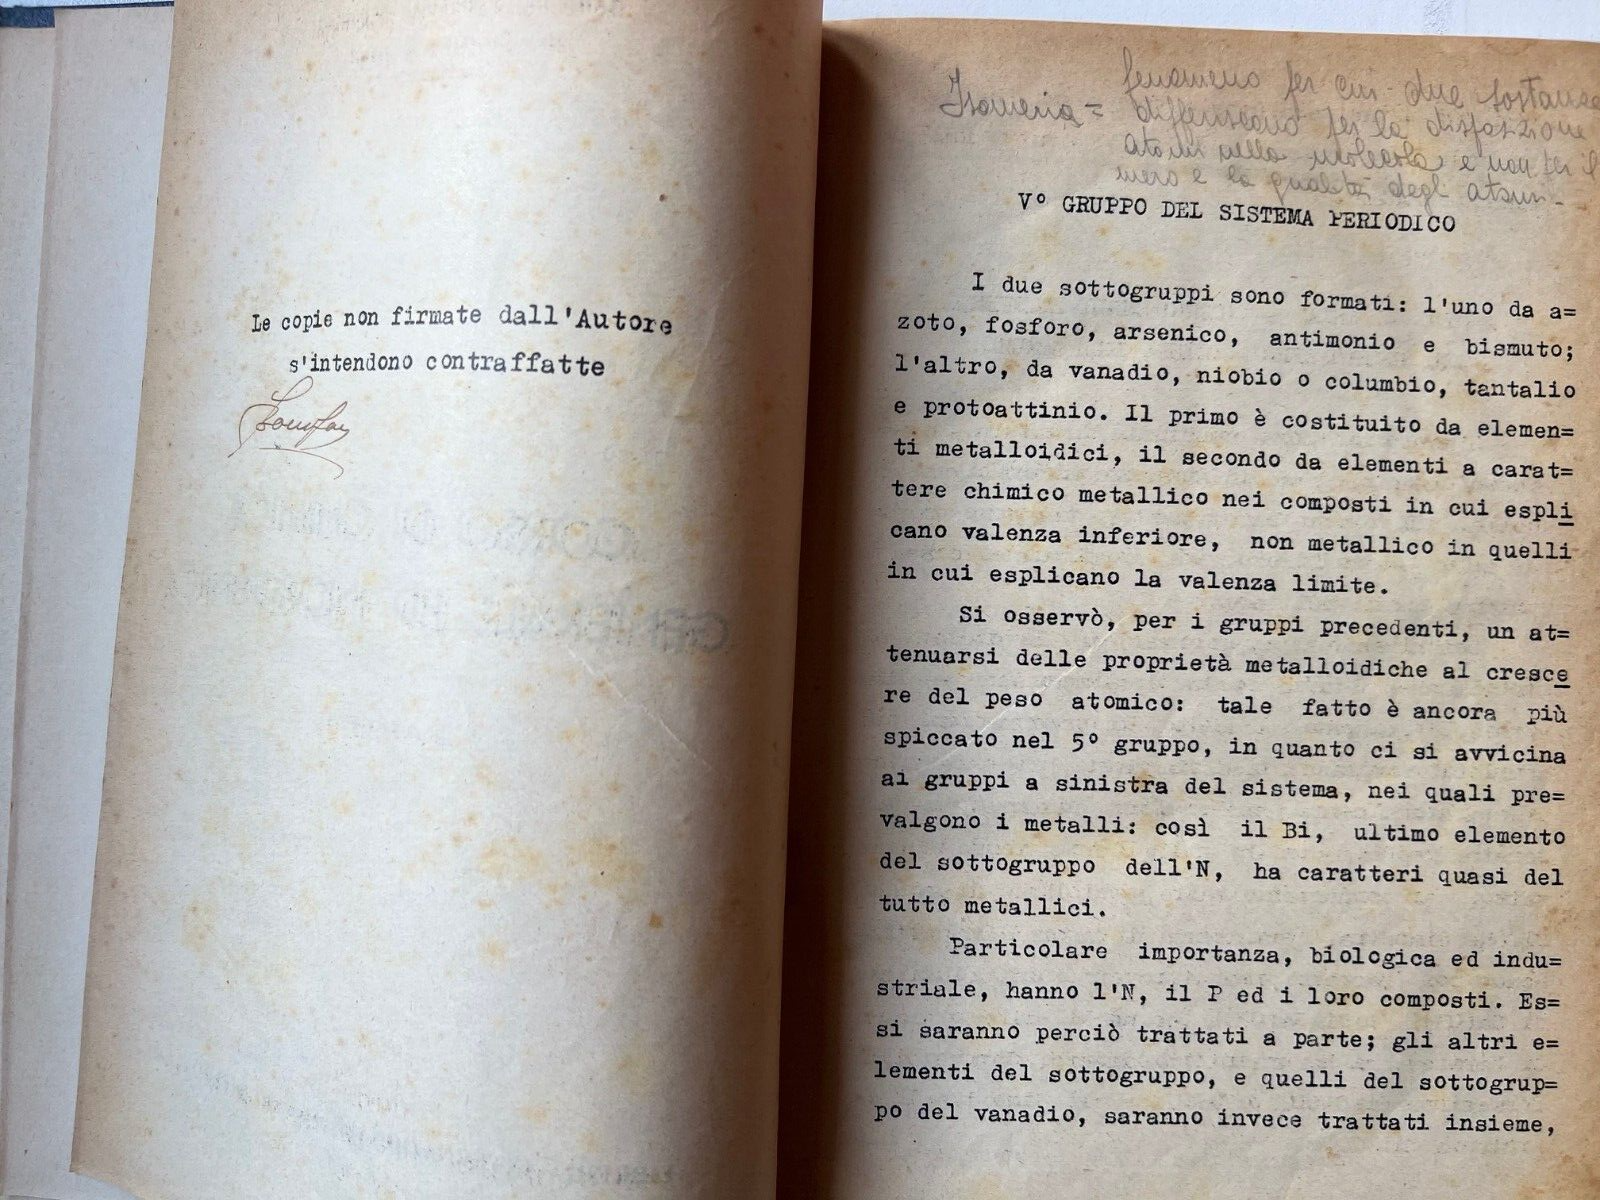 Le copie non firmate dall'Autore
s'intendono contraffatte
fenomeno per cui due sostanze
Isomeria = differiscono per la disposizione
atomi nella molecola e non per il
mero e la qualità degli atomi-
V° GRUPPO DEL SISTEMA PERIODICO
I due sottogruppi sono formati: l'uno da a=
zoto, fosforo, arsenico, antimonio e bismuto;
l'altro, da vanadio, niobio o columbio, tantalio
e protoattinio. Il primo è costituito da elemen=
ti metalloidici, il secondo da elementi a carat=
tere chimico metallico nei composti in cui espli
cano valenza inferiore, non metallico in quelli
in cui esplicano la valenza limite.
Si osservò, per i gruppi precedenti, un at=
tenuarsi delle proprietà metalloidiche al cresce
re del peso atomico: tale fatto è ancora più
spiccato nel 5° gruppo, in quanto ci si avvicina
ai gruppi a sinistra del sistema, nei quali pre=
valgono i metalli: così il Bi, ultimo elemento
del sottogruppo dell'N, ha caratteri quasi del
tutto metallici.
Particolare importanza, biologica ed indu=
striale, hanno l'N, il P ed i loro composti. Es=
si saranno perciò trattati a parte; gli altri e=
lementi del sottogruppo, e quelli del sottogrup=
po del vanadio, saranno invece trattati insieme,